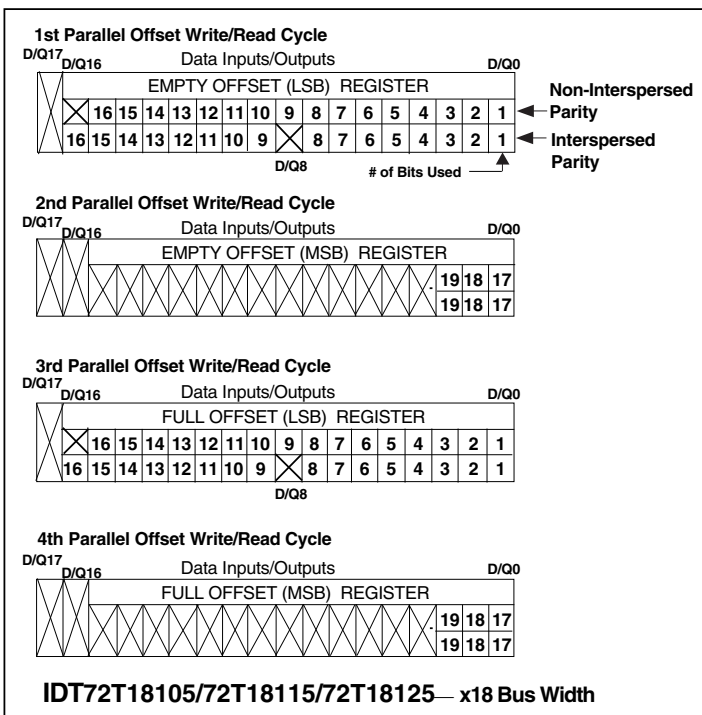 1st Parallel Offset Write/Read Cycle
D/Q17 D/Q16 Data Inputs/Outputs D/Q0
EMPTY OFFSET (LSB) REGISTER
16 15 14 13 12 11 10 9 8 7 6 5 4 3 2 1 Non-Interspersed Parity
16 15 14 13 12 11 10 9 8 7 6 5 4 3 2 1 Interspersed Parity
D/Q8 # of Bits Used
2nd Parallel Offset Write/Read Cycle
D/Q17 D/Q16 Data Inputs/Outputs D/Q0
EMPTY OFFSET (MSB) REGISTER
19 18 17
19 18 17
3rd Parallel Offset Write/Read Cycle
D/Q17 D/Q16 Data Inputs/Outputs D/Q0
FULL OFFSET (LSB) REGISTER
16 15 14 13 12 11 10 9 8 7 6 5 4 3 2 1
16 15 14 13 12 11 10 9 8 7 6 5 4 3 2 1
D/Q8
4th Parallel Offset Write/Read Cycle
D/Q17 D/Q16 Data Inputs/Outputs D/Q0
FULL OFFSET (MSB) REGISTER
19 18 17
19 18 17
IDT72T18105/72T18115/72T18125— x18 Bus Width